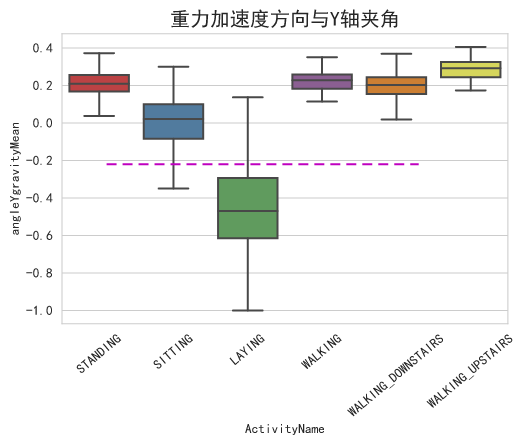 重力加速度方向与Y轴夹角
0.4
0.2
0.0
-0.2
-0.4
-0.6
-0.8
-1.0
angleYgravityMean
STANDING
SITTING
LAYING
WALKING
WALKING_DOWNSTAIRS
WALKING_UPSTAIRS
ActivityName